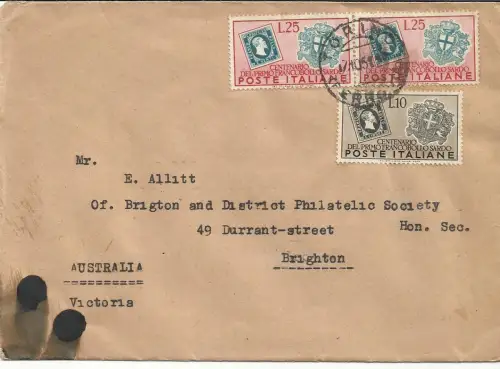 L.25
CENTENARIO
DEL PRIMO FRANCOBOLLO SARDO
POSTE ITALIANE
L.25
CENTENARIO
DEL PRIMO FRANCOBOLLO SARDO
POSTE ITALIANE
L.10
CENTENARIO
DEL PRIMO FRANCOBOLLO SARDO
POSTE ITALIANE
Mr.
E. Allitt
Of. Brigton and District Philatelic Society
49 Durrant-street Hon. Sec.
Brighton
AUSTRALIA
Victoria